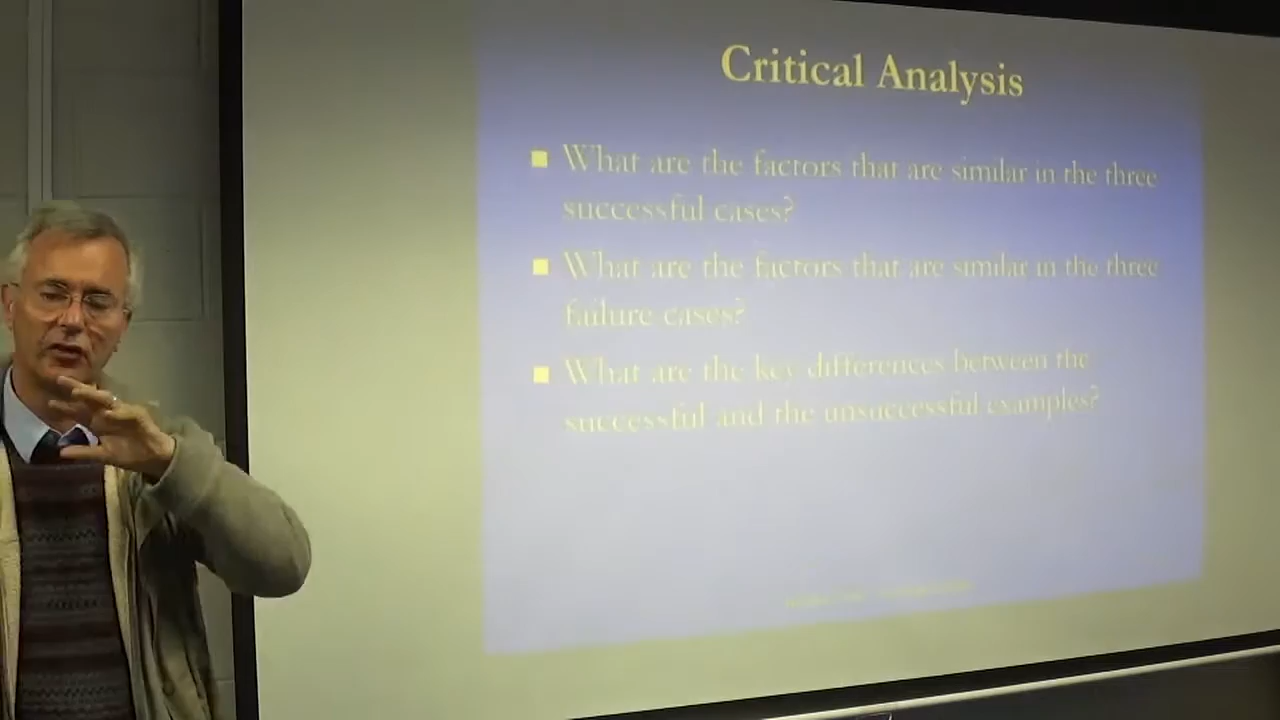 Critical Analysis
What are the factors that are similar in the three
successful cases?
What are the factors that are similar in the three
failure cases?
What are the key differences between the
successful and the unsuccessful examples?